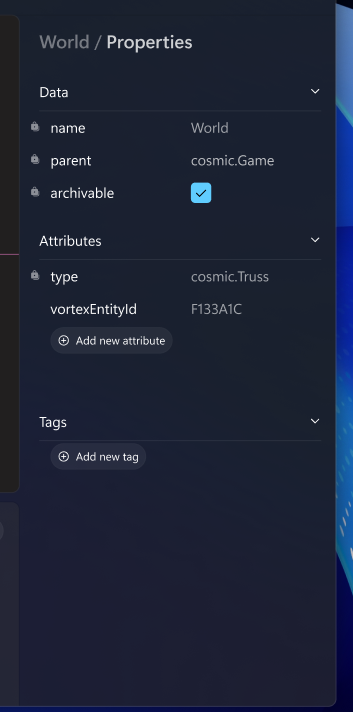 World / Properties
Data
name World
parent cosmic.Game
archivable
Attributes
type cosmic.Truss
vortexEntityId F133A1C
Add new attribute
Tags
Add new tag